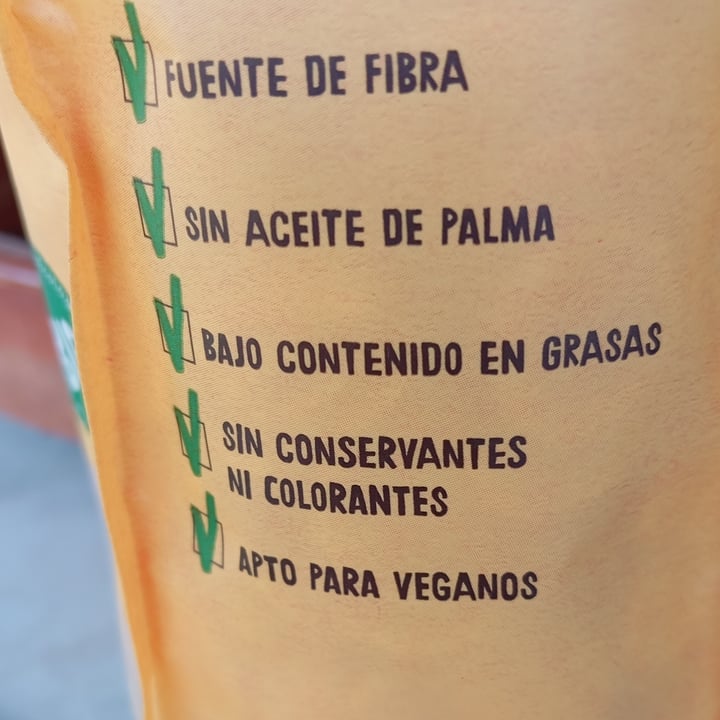 FUENTE DE FIBRA
SIN ACEITE DE PALMA
BAJO CONTENIDO EN GRASAS
SIN CONSERVANTES
NI COLORANTES
APTO PARA VEGANOS